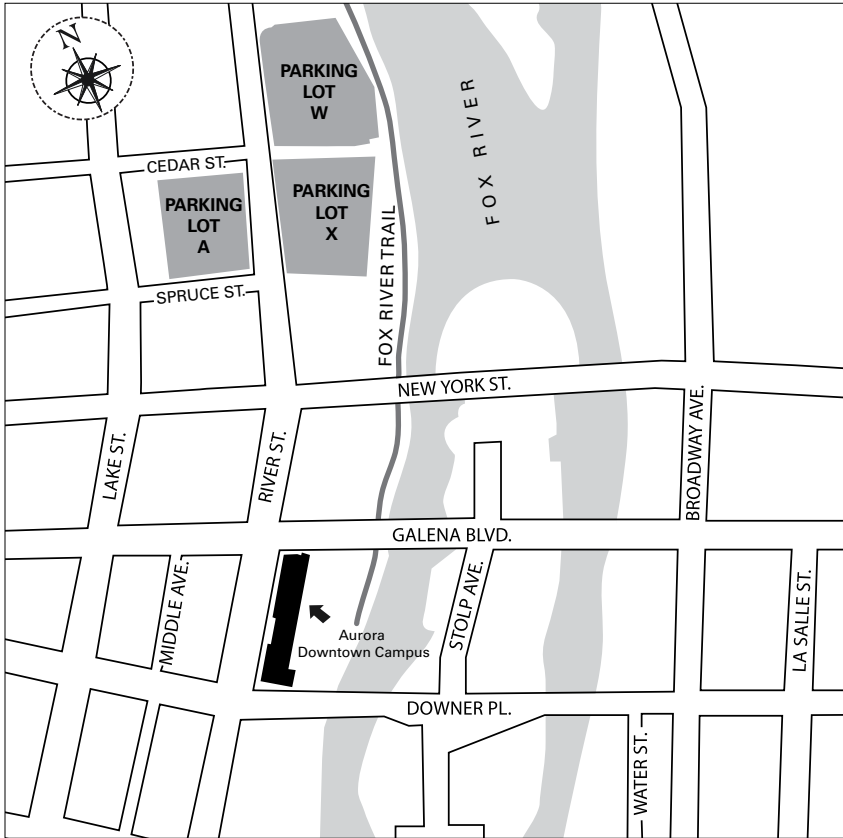 N
PARKING
LOT
W
FOX RIVER
CEDAR ST.
PARKING
LOT
A
PARKING
LOT
X
FOX RIVER TRAIL
SPRUCE ST.
NEW YORK ST.
BROADWAY AVE.
LAKE ST.
RIVER ST.
GALENA BLVD.
MIDDLE AVE.
STOLP AVE.
LA SALLE ST.
Aurora
Downtown Campus
DOWNER PL.
WATER ST.